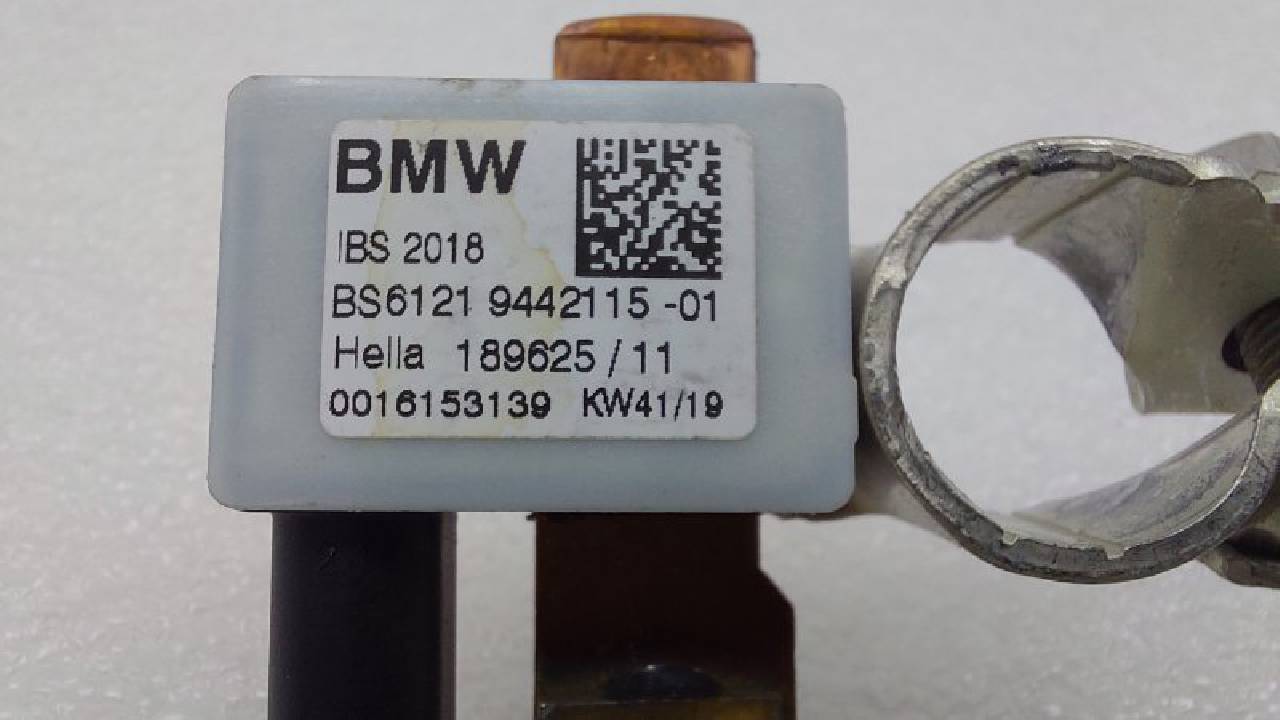 BMW
IBS 2018
BS6121 9442115 -01
Hella 189625 / 11
0016153139 KW41/19